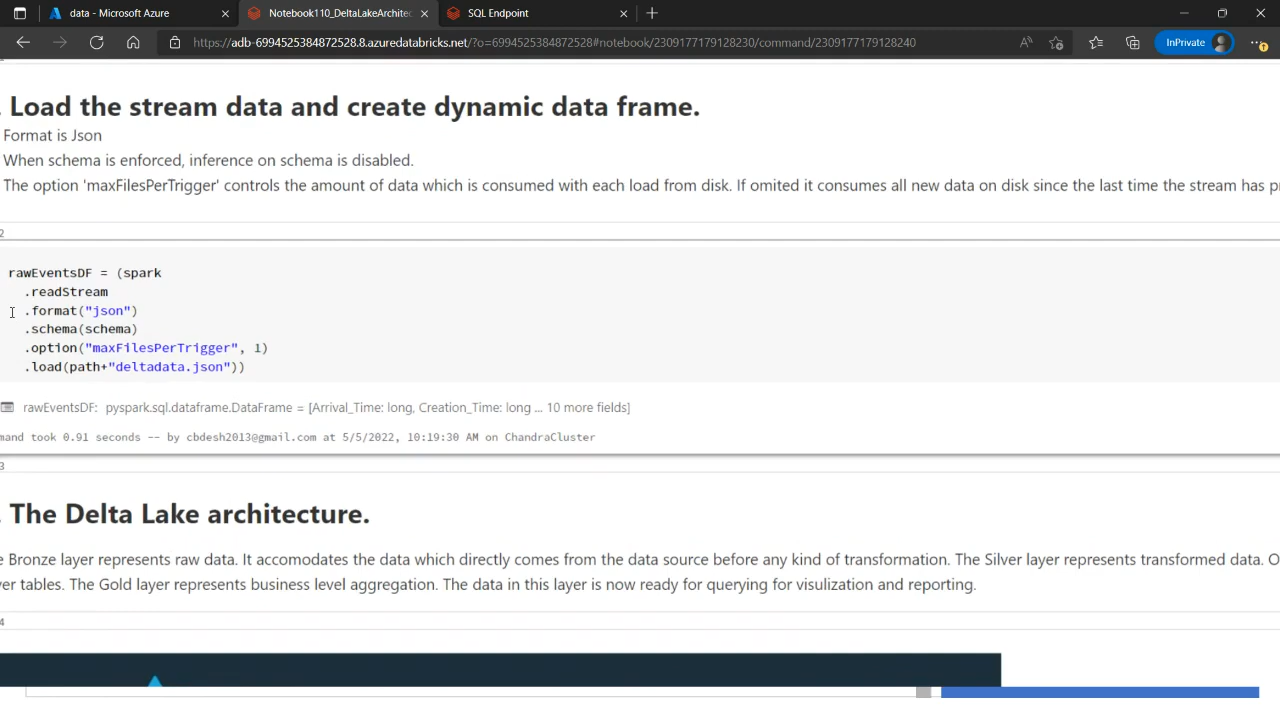 data - Microsoft Azure
Notebook110_DeltaLakeArchitec
SQL Endpoint
https://adb-6994525384872528.8.azuredatabricks.net/?o=6994525384872528#notebook/2309177179128230/command/2309177179128240
InPrivate
. Load the stream data and create dynamic data frame.
Format is Json
When schema is enforced, inference on schema is disabled.
The option 'maxFilesPerTrigger' controls the amount of data which is consumed with each load from disk. If omitted it consumes all new data on disk since the last time the stream has pr
2
rawEventsDF = (spark
.readStream
.format("json")
.schema(schema)
.option("maxFilesPerTrigger", 1)
.load(path+"deltadata.json"))
rawEventsDF: pyspark.sql.dataframe.DataFrame = [Arrival_Time: long, Creation_Time: long ... 10 more fields]
mand took 0.91 seconds -- by cbdesh2013@gmail.com at 5/5/2022, 10:19:30 AM on ChandraCluster
3
. The Delta Lake architecture.
e Bronze layer represents raw data. It accomodates the data which directly comes from the data source before any kind of transformation. The Silver layer represents transformed data. O
er tables. The Gold layer represents business level aggregation. The data in this layer is now ready for querying for visulization and reporting.
4